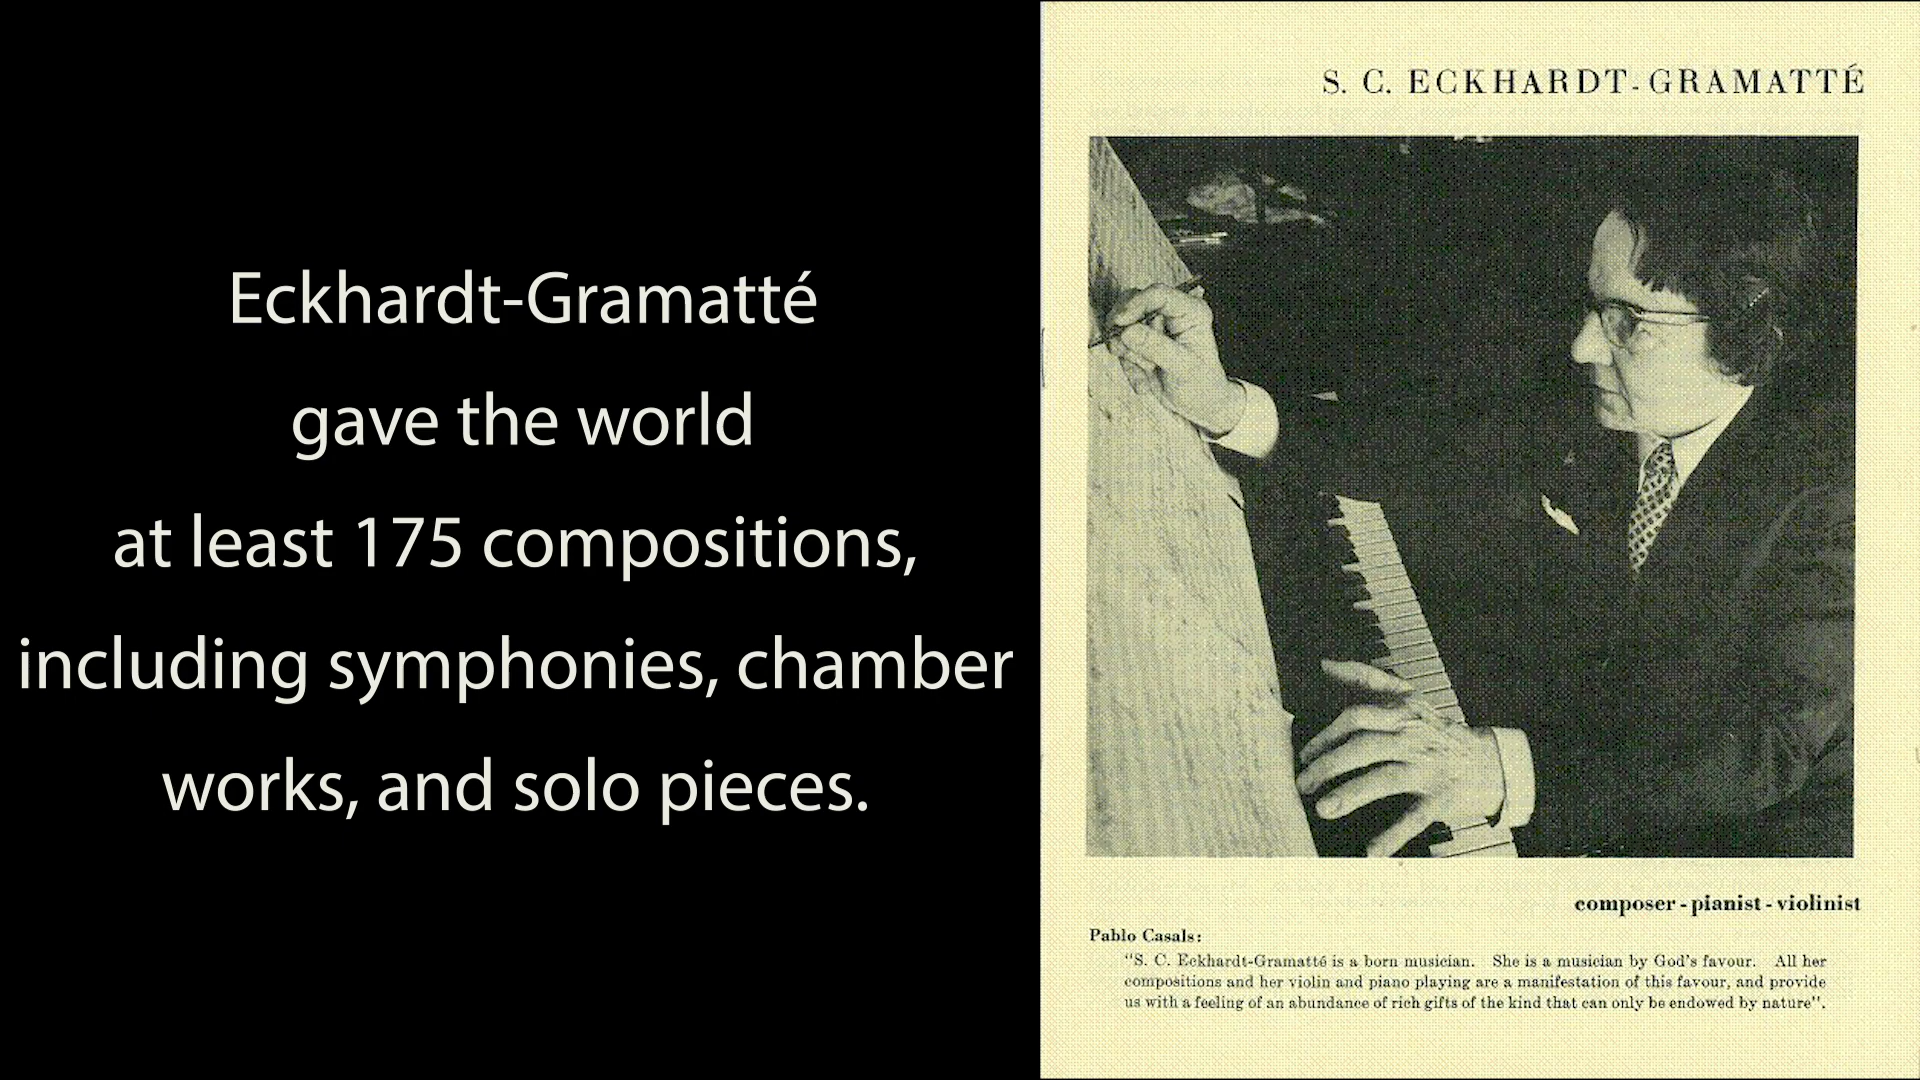 Eckhardt-Gramatté
gave the world
at least 175 compositions,
including symphonies, chamber
works, and solo pieces.
S. C. ECKHARDT-GRAMATTÉ
composer - pianist - violinist
Pablo Casals:
"S. C. Eckhardt-Gramatté is a born musician. She is a musician by God's favour. All her
compositions and her violin and piano playing are a manifestation of this favour, and provide
us with a feeling of an abundance of rich gifts of the kind that can only be endowed by nature".